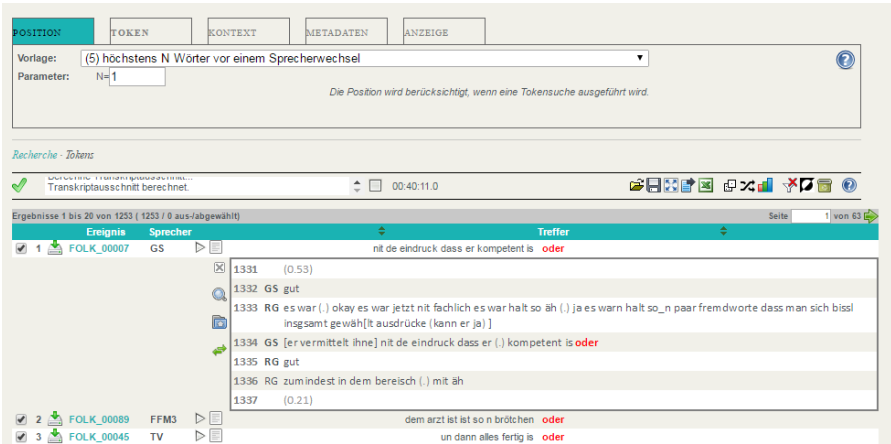 POSITION TOKEN KONTEXT METADATEN ANZEIGE
Vorlage: (5) höchstens N Wörter vor einem Sprecherwechsel
Parameter: N= 1
Die Position wird berücksichtigt, wenn eine Tokensuche ausgeführt wird.
Recherche - Tokens
Berechne Transkriptausschnitt...
Transkriptausschnitt berechnet.
00:40:11.0
Ergebnisse 1 bis 20 von 1253 ( 1253 / 0 aus-/abgewählt) Seite 1 von 63
Ereignis Sprecher Treffer
1 FOLK_00007 GS nit de eindruck dass er kompetent is oder
1331 (0.53)
1332 GS gut
1333 RG es war (.) okay es war jetzt nit fachlich es war halt so äh (.) ja es warn halt so_n paar fremdworte dass man sich bissl
insgsamt gewäh[lt ausdrücke (kann er ja) ]
1334 GS [er vermittelt ihne] nit de eindruck dass er (.) kompetent is oder
1335 RG gut
1336 RG zumindest in dem bereisch (.) mit äh
1337 (0.21)
2 FOLK_00089 FFM3 dem arzt ist ist so n brötchen oder
3 FOLK_00045 TV un dann alles fertig is oder